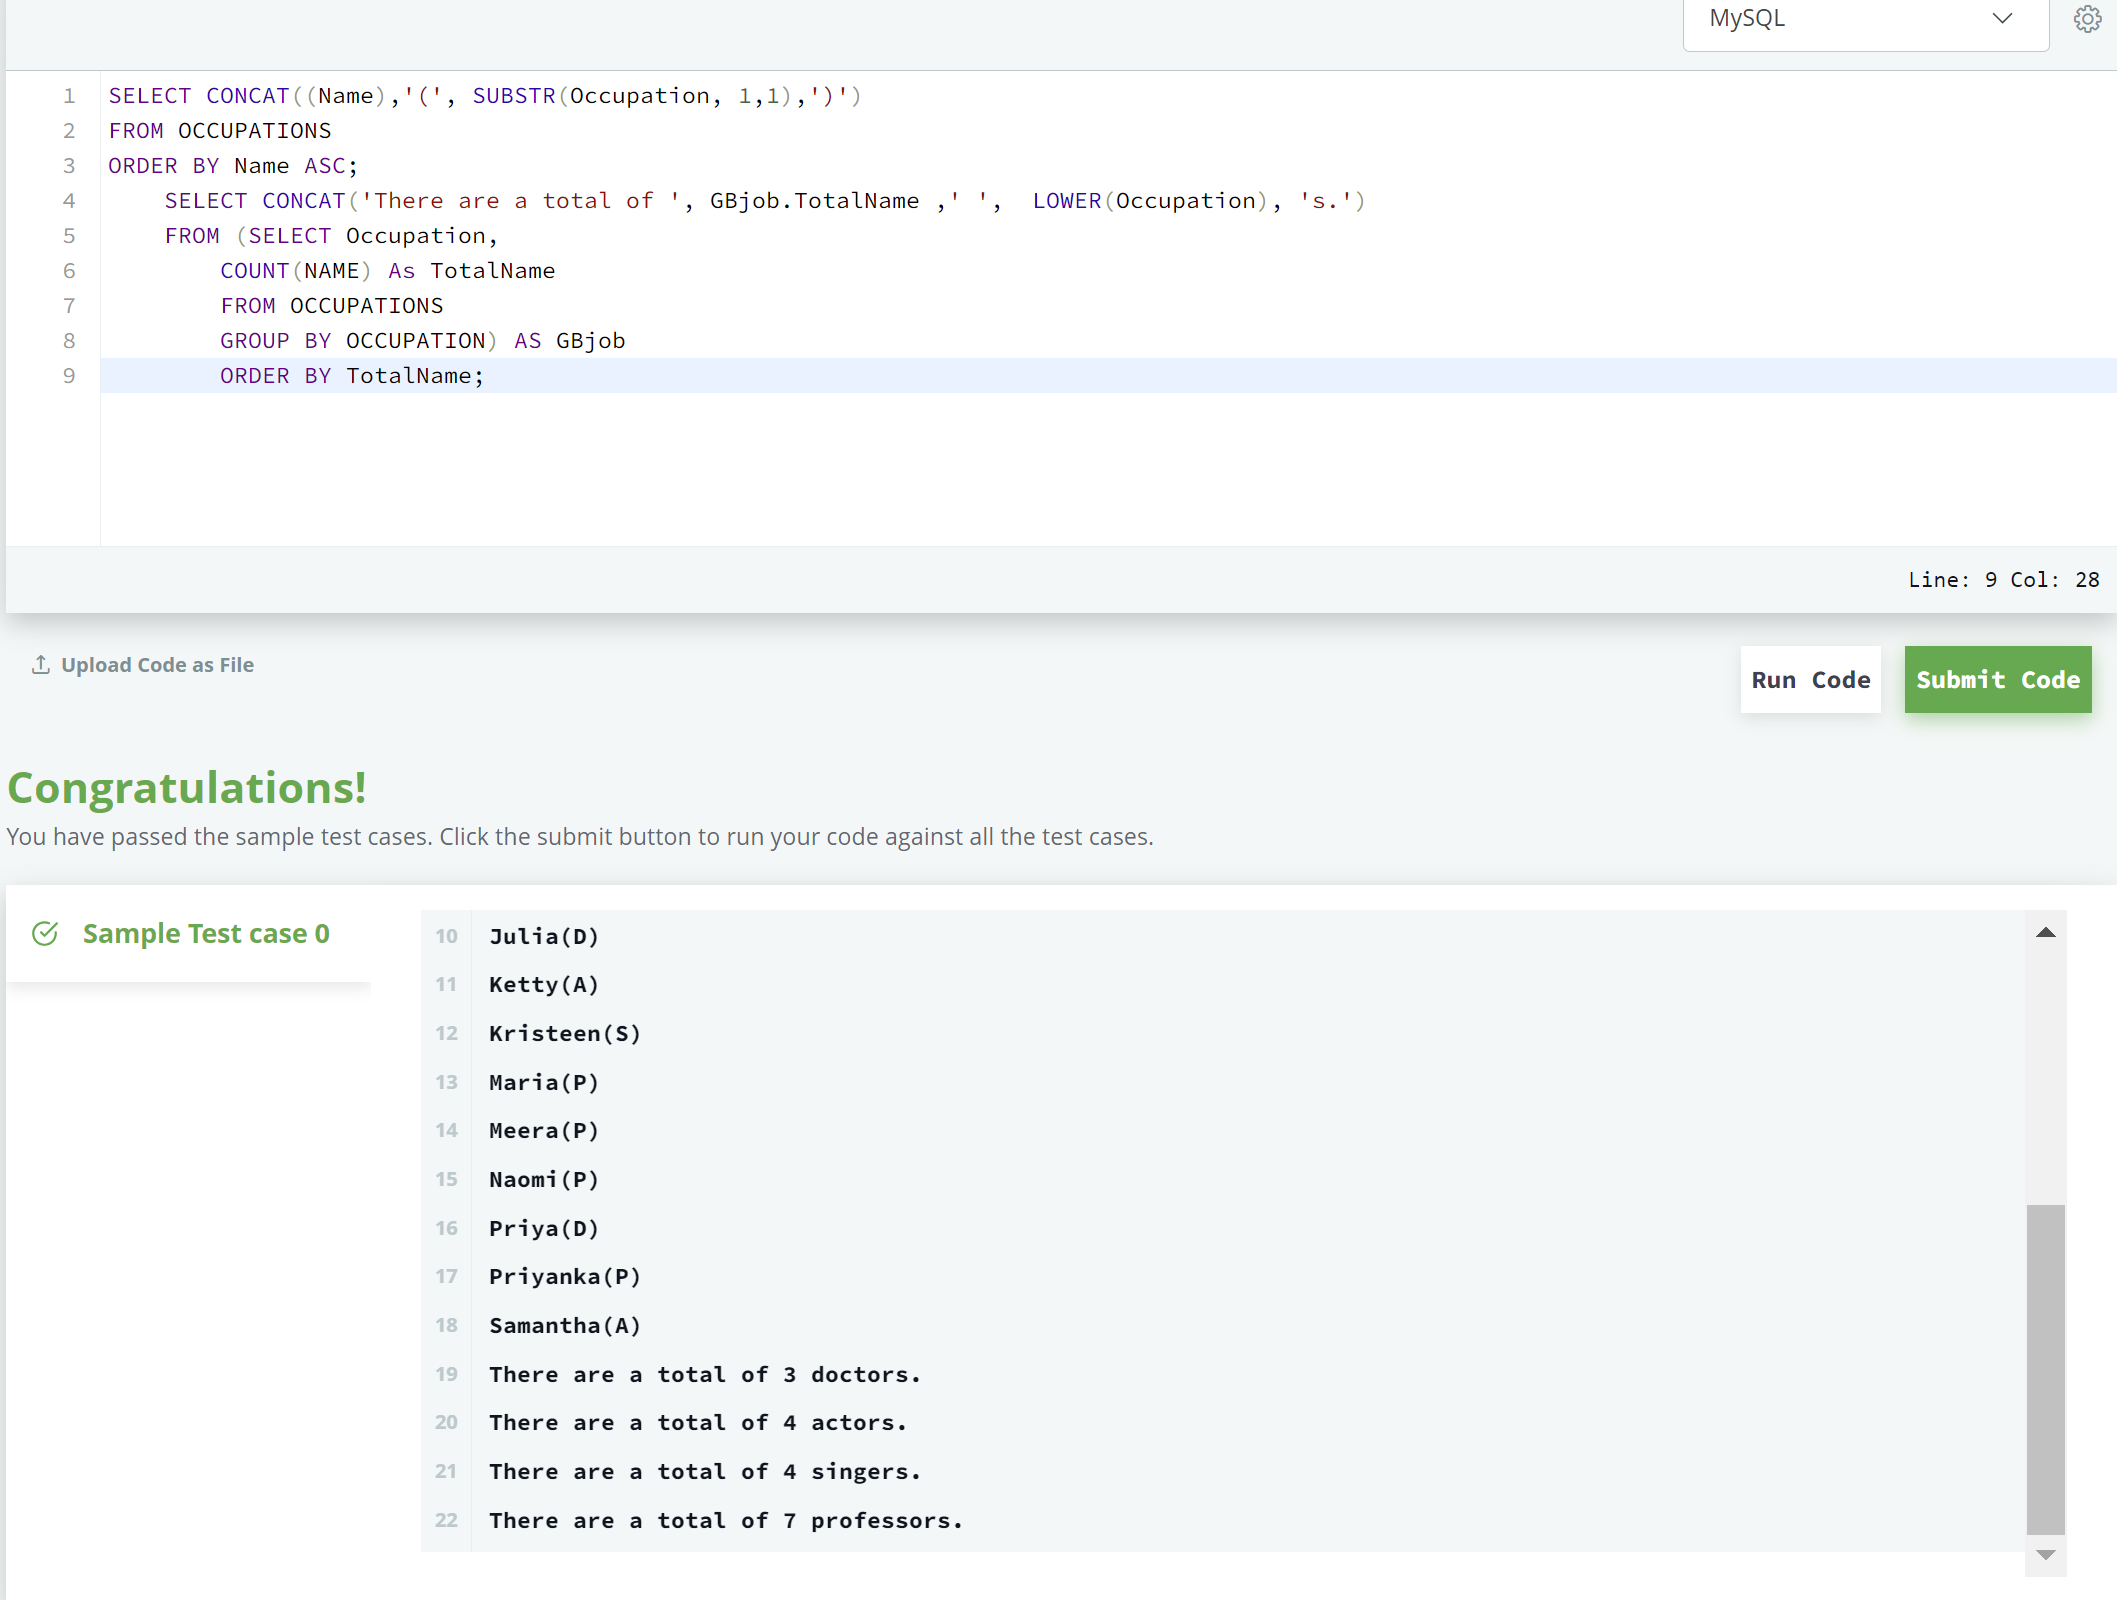 MySQL
1 SELECT CONCAT((Name),'(', SUBSTR(Occupation, 1,1),')')
2 FROM OCCUPATIONS
3 ORDER BY Name ASC;
4 SELECT CONCAT('There are a total of ', GBjob.TotalName ,' ',  LOWER(Occupation), 's.')
5 FROM (SELECT Occupation,
6 COUNT(NAME) As TotalName
7 FROM OCCUPATIONS
8 GROUP BY OCCUPATION) AS GBjob
9 ORDER BY TotalName;
Line: 9 Col: 28
Upload Code as File
Run Code
Submit Code
Congratulations!
You have passed the sample test cases. Click the submit button to run your code against all the test cases.
Sample Test case 0
10 Julia(D)
11 Ketty(A)
12 Kristeen(S)
13 Maria(P)
14 Meera(P)
15 Naomi(P)
16 Priya(D)
17 Priyanka(P)
18 Samantha(A)
19 There are a total of 3 doctors.
20 There are a total of 4 actors.
21 There are a total of 4 singers.
22 There are a total of 7 professors.